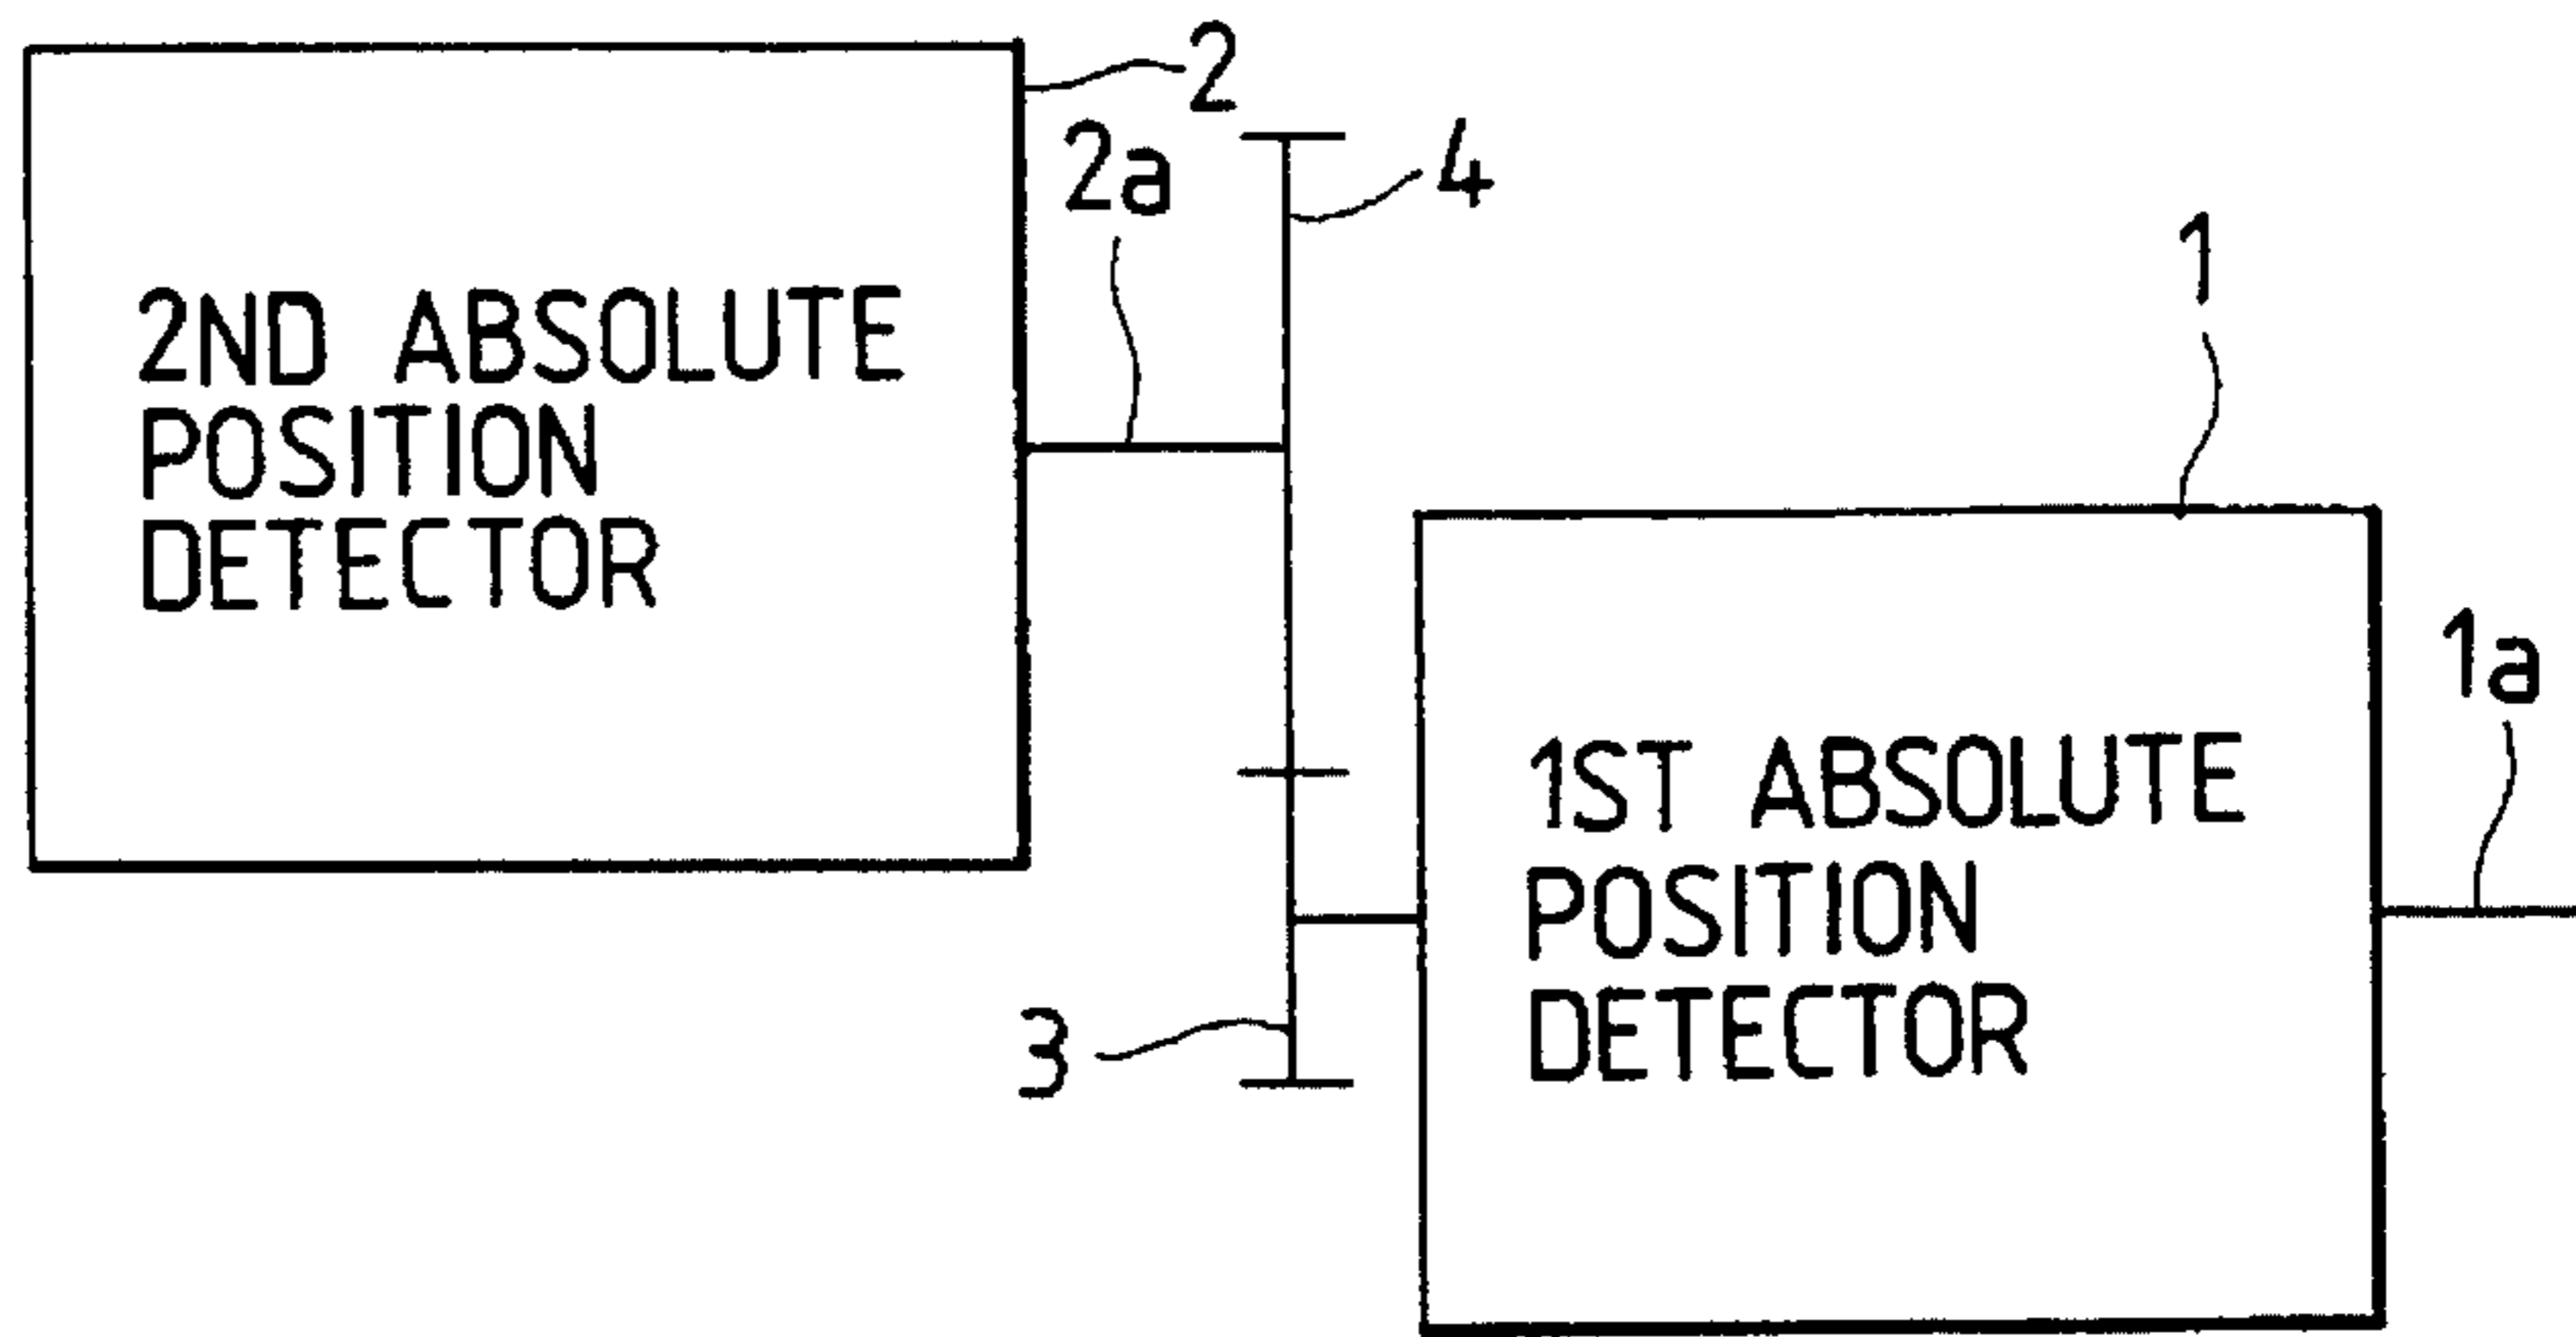 2
2a
4
2ND ABSOLUTE
POSITION
DETECTOR
1
1a
1ST ABSOLUTE
POSITION
DETECTOR
3